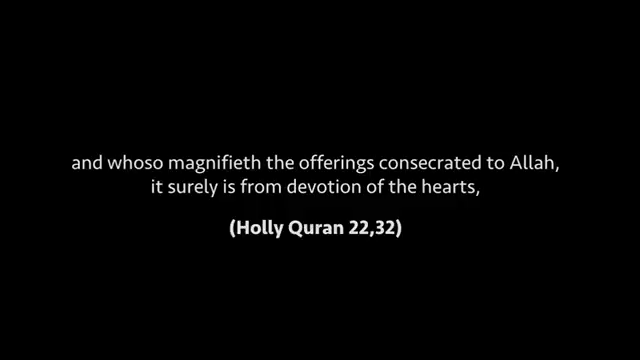 and whoso magnifieth the offerings consecrated to Allah,
it surely is from devotion of the hearts,
(Holly Quran 22,32)